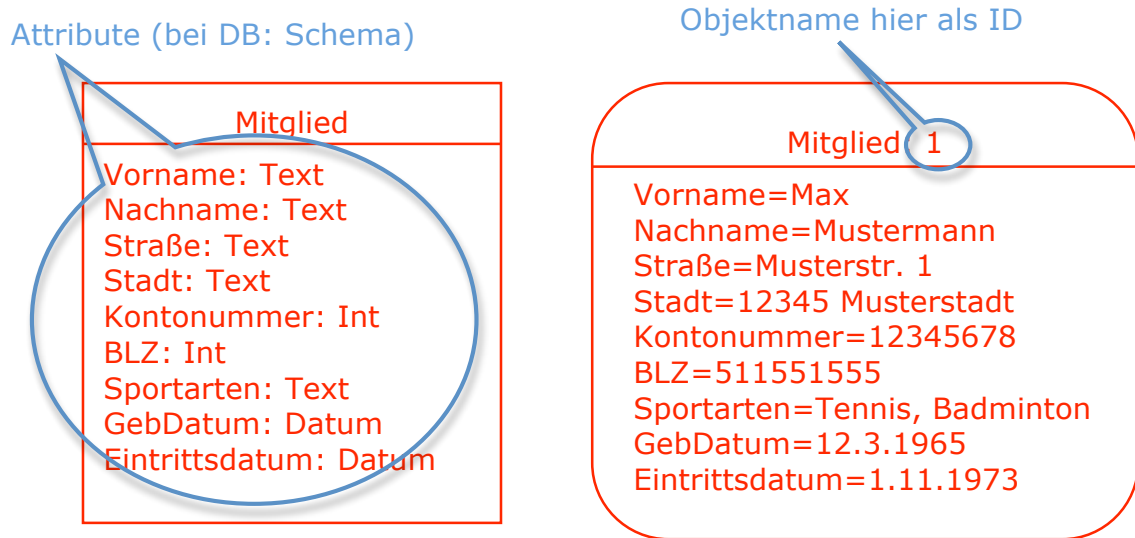 Attribute (bei DB: Schema)
Mitglied
Vorname: Text
Nachname: Text
Straße: Text
Stadt: Text
Kontonummer: Int
BLZ: Int
Sportarten: Text
GebDatum: Datum
Eintrittsdatum: Datum
Objektname hier als ID
Mitglied 1
Vorname=Max
Nachname=Mustermann
Straße=Musterstr. 1
Stadt=12345 Musterstadt
Kontonummer=12345678
BLZ=511551555
Sportarten=Tennis, Badminton
GebDatum=12.3.1965
Eintrittsdatum=1.11.1973